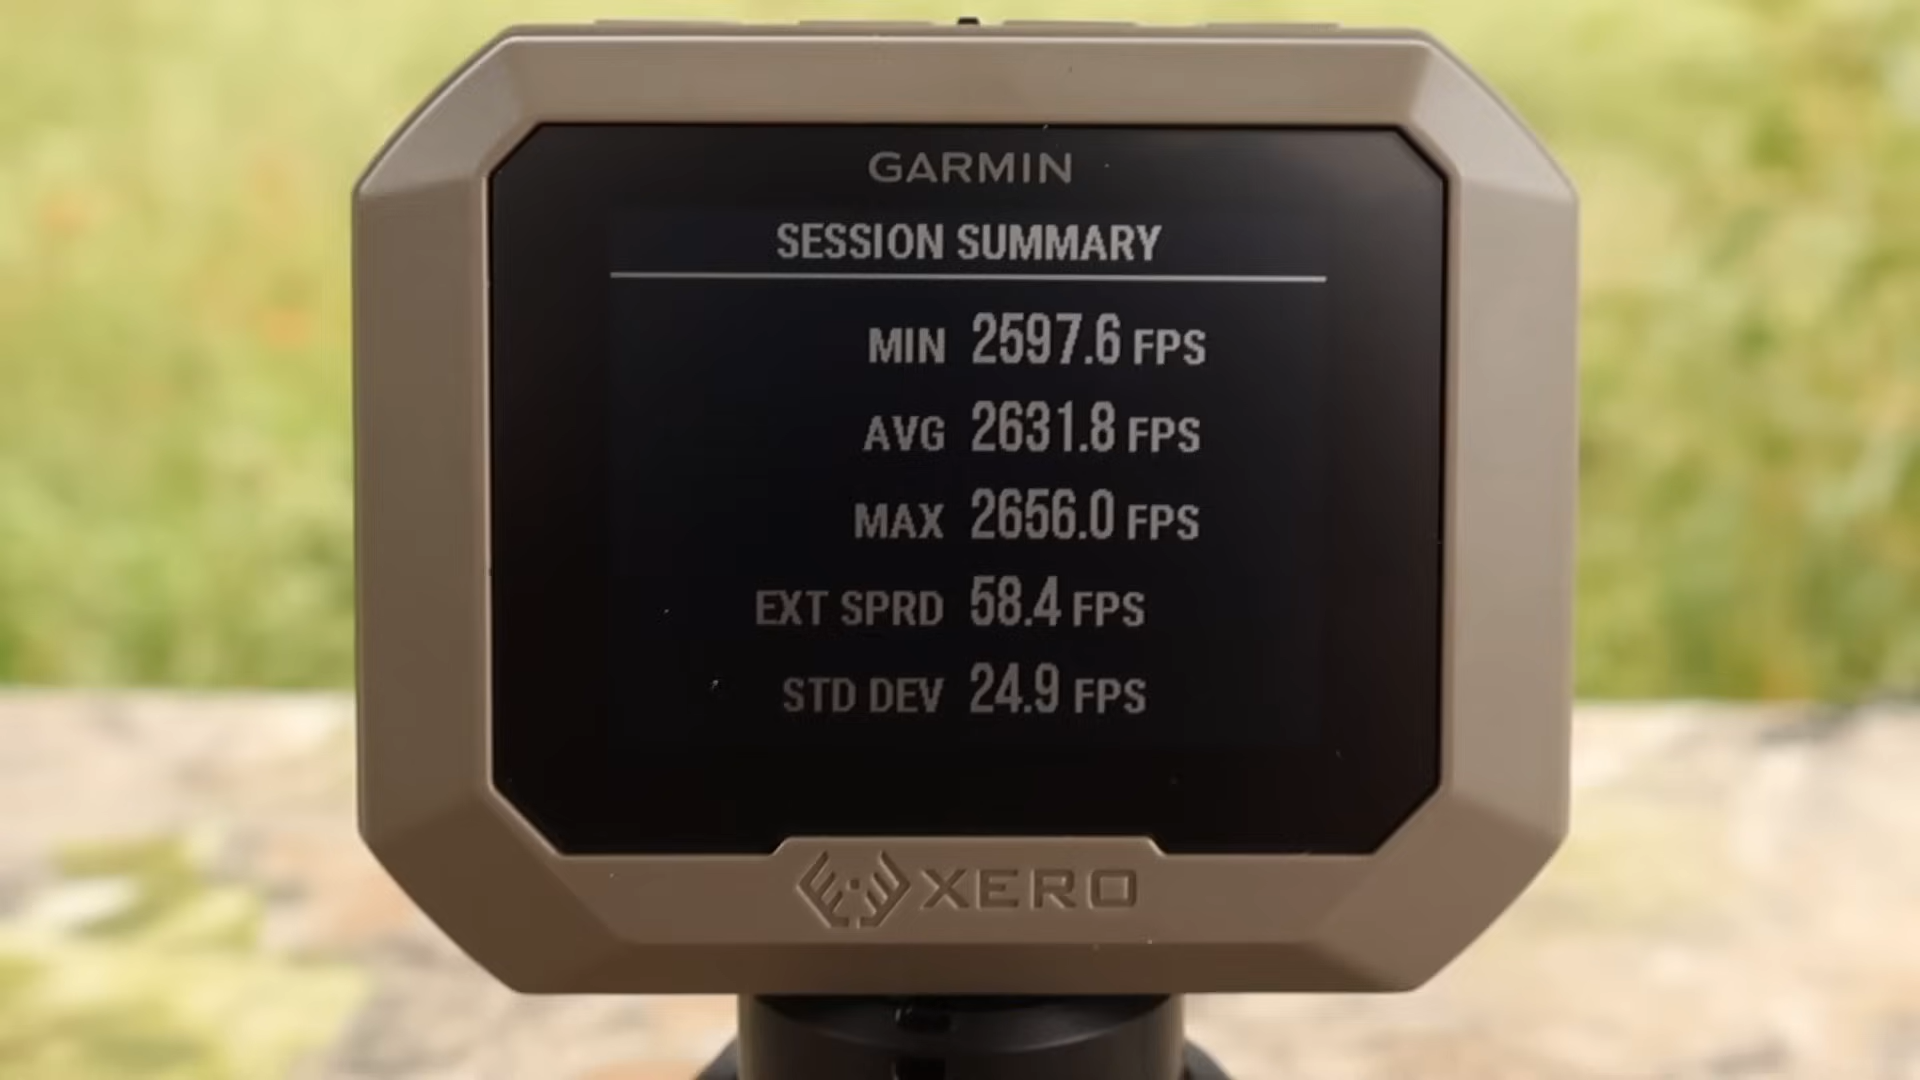 GARMIN
SESSION SUMMARY
MIN 2597.6 FPS
AVG 2631.8 FPS
MAX 2656.0 FPS
EXT SPRD 58.4 FPS
STD DEV 24.9 FPS
XERO